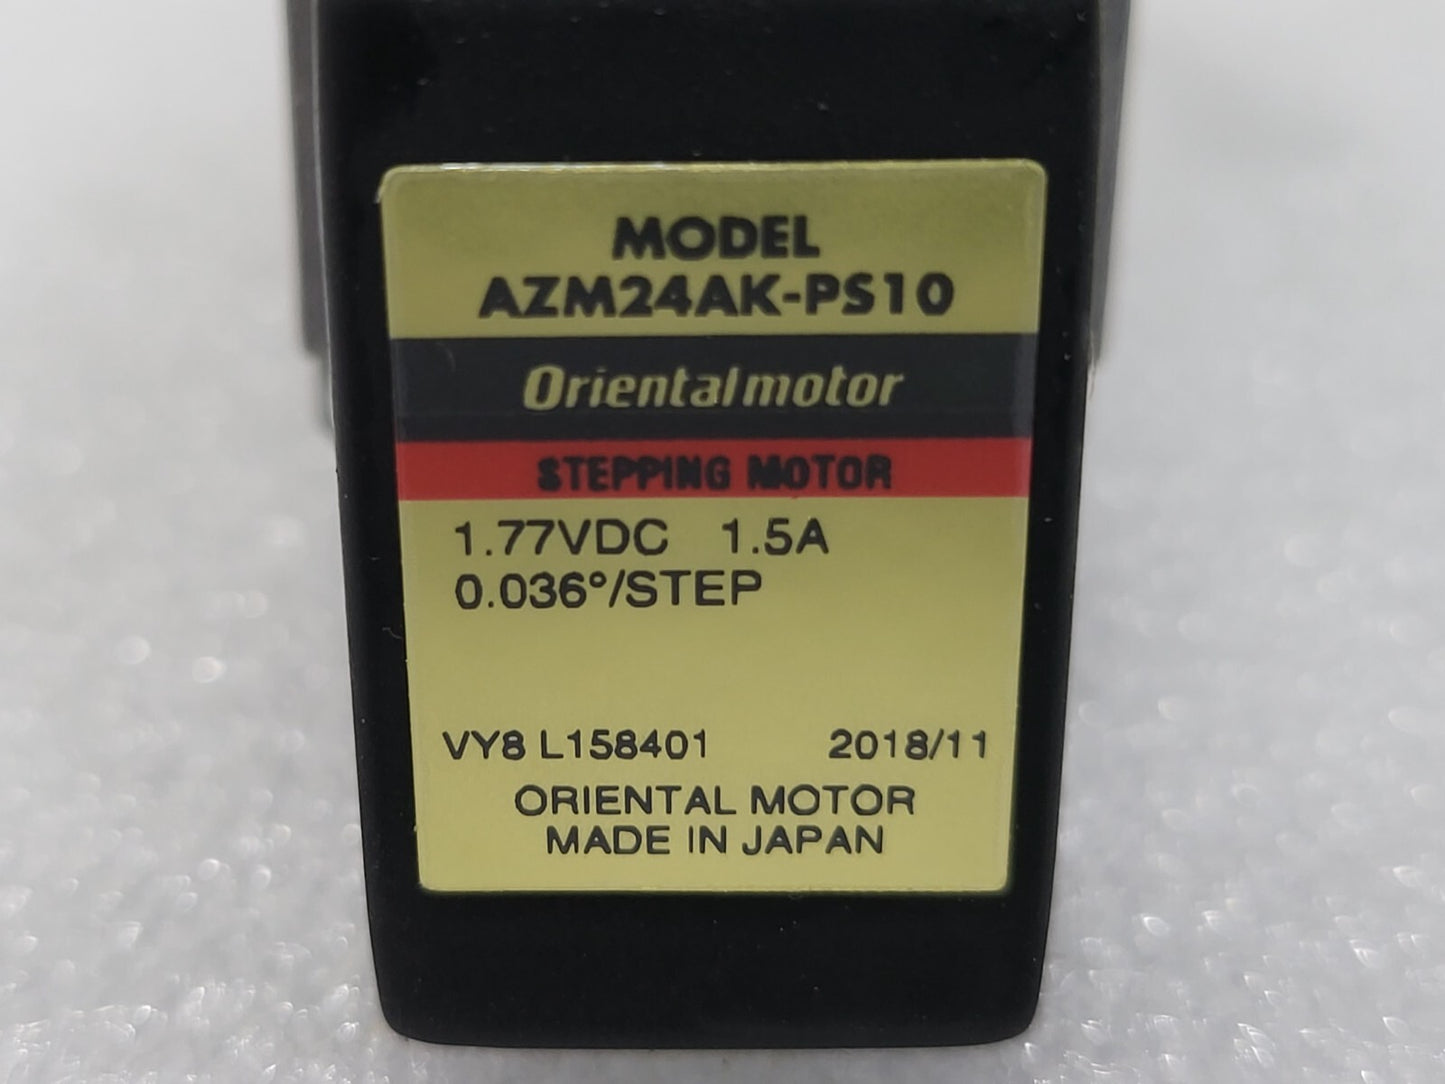 MODEL
AZM24AK-PS10
Orientalmotor
STEPPING MOTOR
1.77VDC 1.5A
0.036°/STEP
VY8 L158401 2018/11
ORIENTAL MOTOR
MADE IN JAPAN